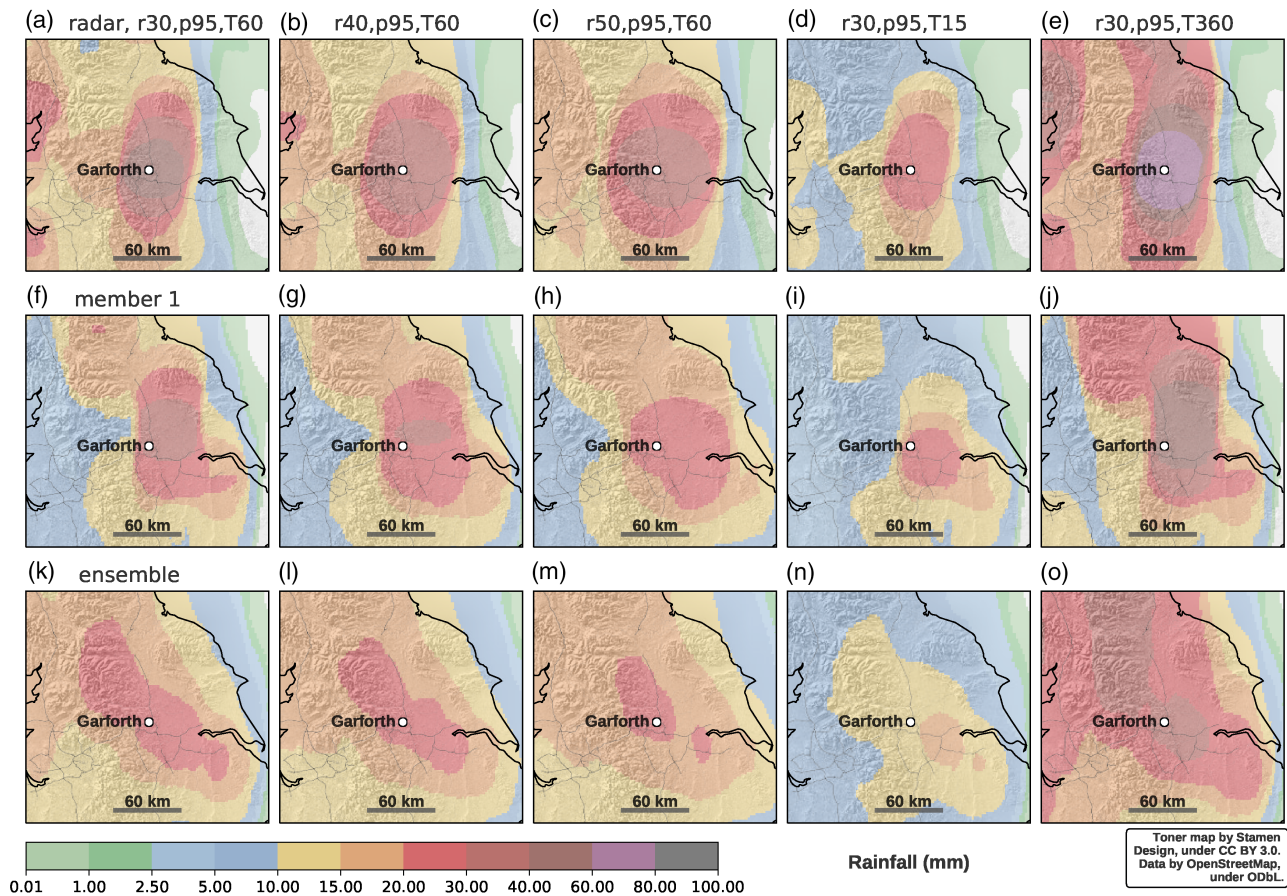 (a) radar, r30,p95,T60
(b) r40,p95,T60
(c) r50,p95,T60
(d) r30,p95,T15
(e) r30,p95,T360
Garforth
60 km
Garforth
60 km
Garforth
60 km
Garforth
60 km
Garforth
60 km
(f) member 1
(g)
(h)
(i)
(j)
Garforth
60 km
Garforth
60 km
Garforth
60 km
Garforth
60 km
Garforth
60 km
(k) ensemble
(l)
(m)
(n)
(o)
Garforth
60 km
Garforth
60 km
Garforth
60 km
Garforth
60 km
Garforth
60 km
0.01 1.00 2.50 5.00 10.00 15.00 20.00 30.00 40.00 60.00 80.00 100.00
Rainfall (mm)
Toner map by Stamen
Design, under CC BY 3.0.
Data by OpenStreetMap,
under ODbL.